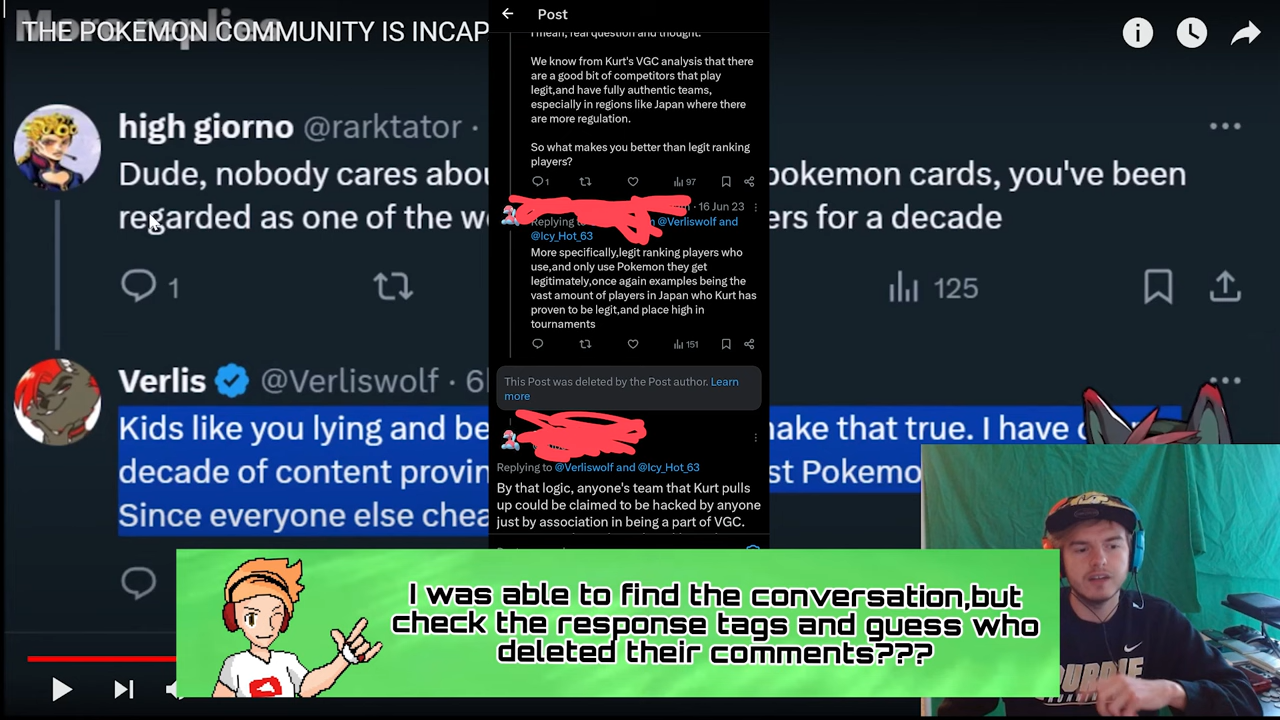 THE POKEMON COMMUNITY IS INCAP
More replies
high giorno @rarktator ·
Dude, nobody cares abou
pokemon cards, you've been
regarded as one of the wo
ers for a decade
1
125
Verlis @Verliswolf · 6
Kids like you lying and be
nake that true. I have
decade of content provin
st Pokemo
Since everyone else chea
Post
I mean, real question and thought.
We know from Kurt's VGC analysis that there
are a good bit of competitors that play
legit,and have fully authentic teams,
especially in regions like Japan where there
are more regulation.
So what makes you better than legit ranking
players?
1
97
· 16 Jun 23
Replying to @Verliswolf and
@Icy_Hot_63
More specifically,legit ranking players who
use,and only use Pokemon they get
legitimately,once again examples being the
vast amount of players in Japan who Kurt has
proven to be legit,and place high in
tournaments
151
This Post was deleted by the Post author. Learn
more
Replying to @Verliswolf and @Icy_Hot_63
By that logic, anyone's team that Kurt pulls
up could be claimed to be hacked by anyone
just by association in being a part of VGC.
I was able to find the conversation,but
check the response tags and guess who
deleted their comments???
PURDUE